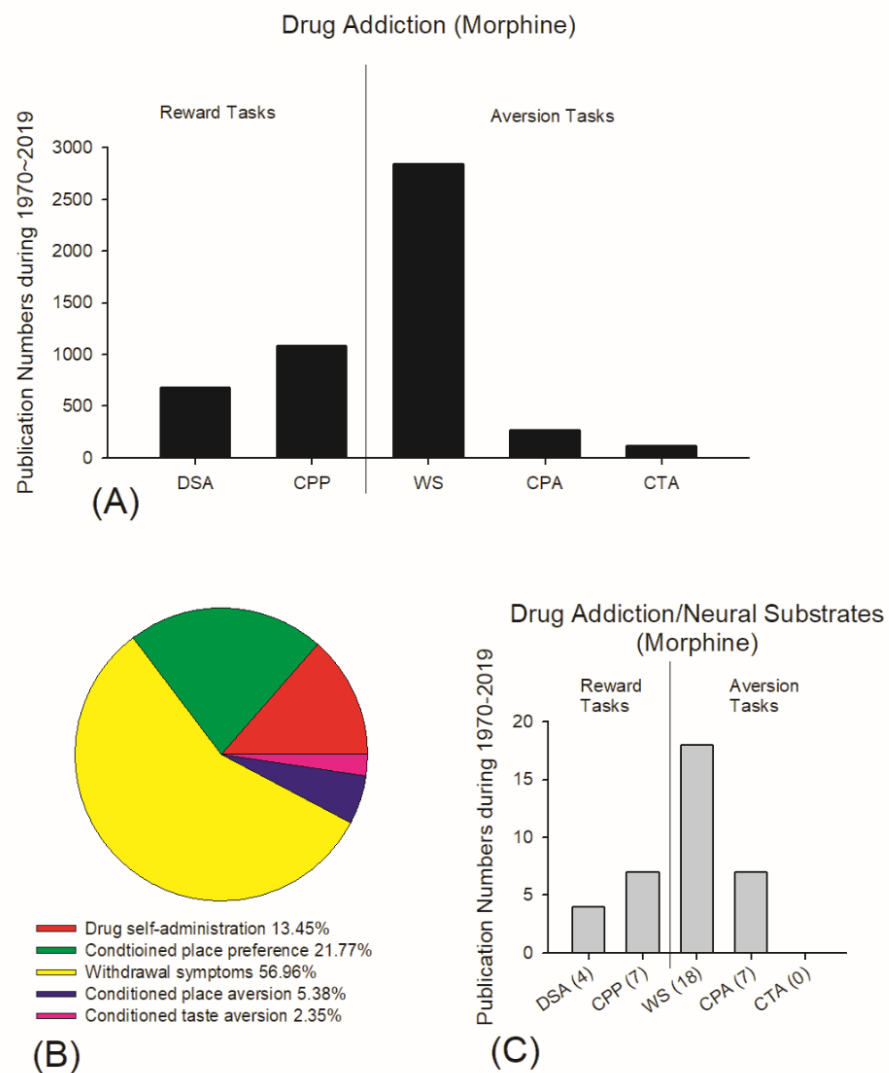 Drug Addiction (Morphine)
Reward Tasks
Aversion Tasks
Publication Numbers during 1970~2019
3000
2500
2000
1500
1000
500
0
DSA
CPP
WS
CPA
CTA
(A)
Drug self-administration 13.45%
Condtioined place preference 21.77%
Withdrawal symptoms 56.96%
Conditioned place aversion 5.38%
Conditioned taste aversion 2.35%
(B)
Drug Addiction/Neural Substrates
(Morphine)
Reward
Tasks
Aversion
Tasks
Publication Numbers during 1970-2019
20
15
10
5
0
DSA (4)
CPP (7)
WS (18)
CPA (7)
CTA (0)
(C)